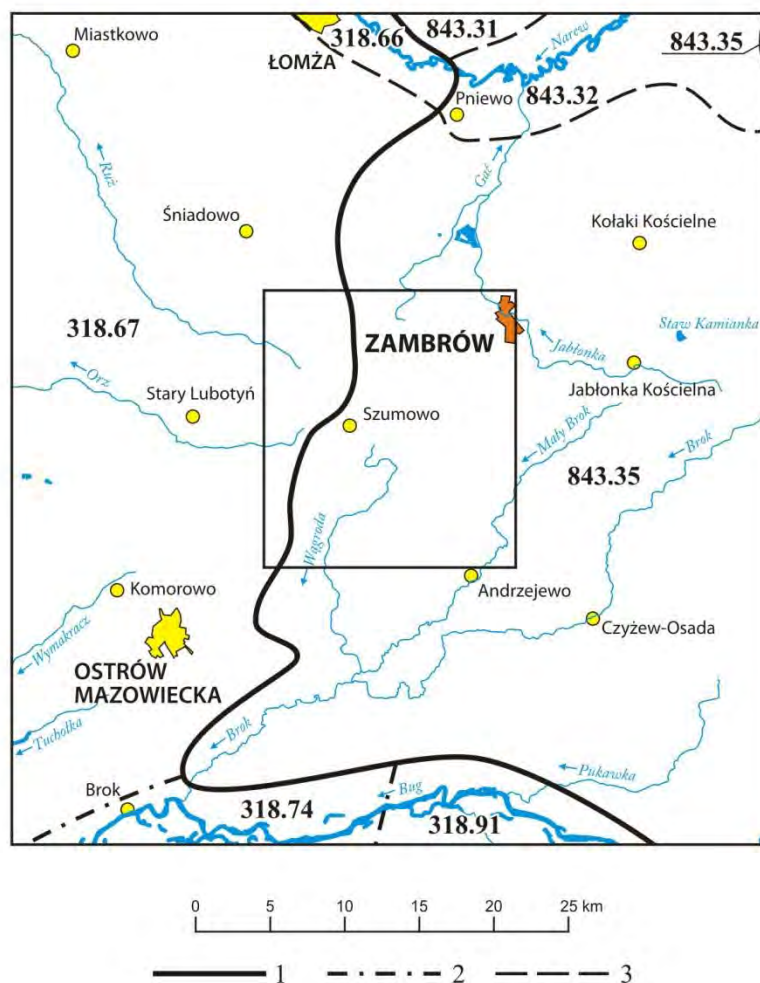 Miastkowo
318.66
843.31
843.35
ŁOMŻA
Narew
843.32
Pniewo
Ruż
Gać
Śniadowo
Kołaki Kościelne
318.67
ZAMBRÓW
Staw Kamianka
Jabłonka
Orz
Stary Lubotyń
Szumowo
Jabłonka Kościelna
Mały Brok
Brok
843.35
Wągroda
Komorowo
Andrzejewo
Czyżew-Osada
Wymakracz
OSTRÓW
MAZOWIECKA
Tuchołka
Brok
Pukawka
Brok
318.74
Bug
318.91
0 5 10 15 20 25 km
1 2 3